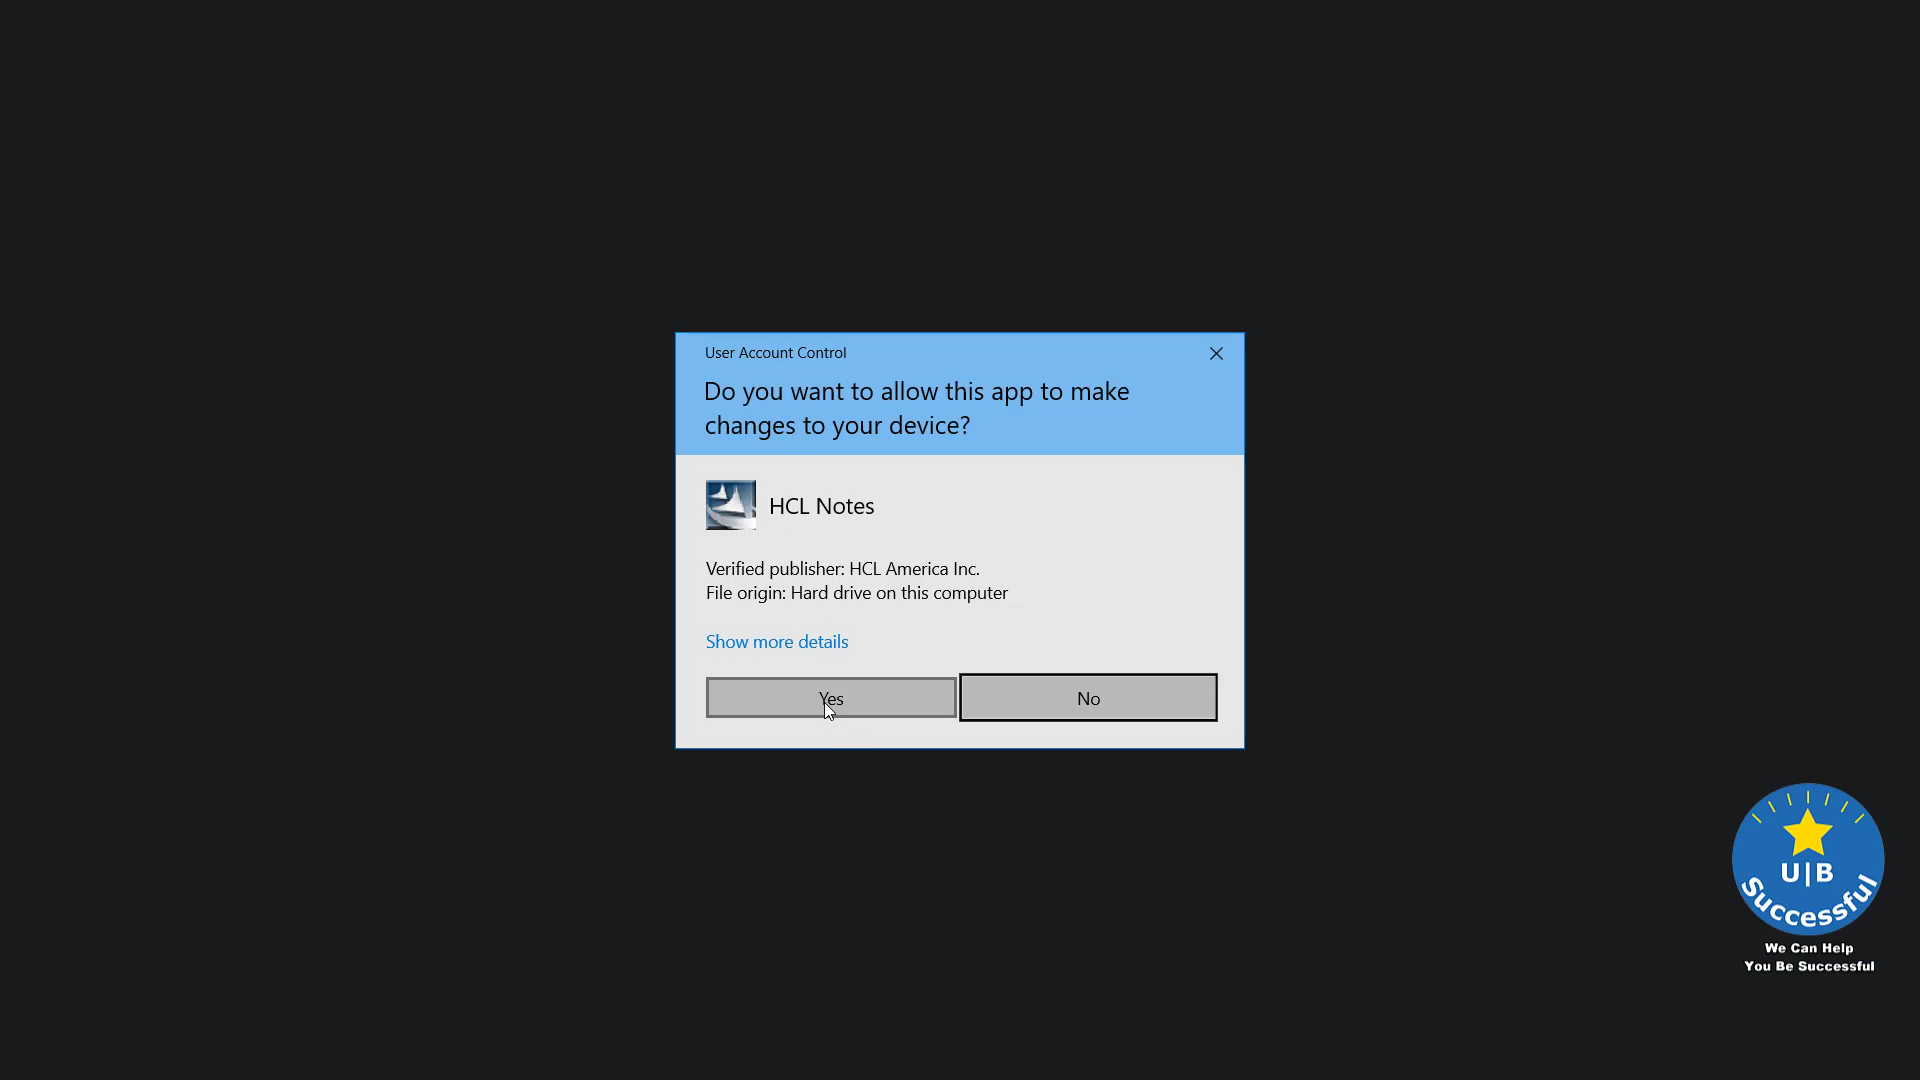 User Account Control
Do you want to allow this app to make
changes to your device?
HCL Notes
Verified publisher: HCL America Inc.
File origin: Hard drive on this computer
Show more details
Yes
No
U|B
Successful
We Can Help
You Be Successful